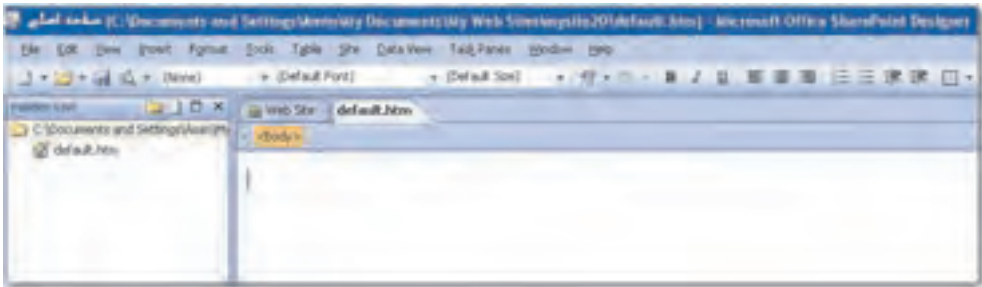 صفحه اصلی (C:\Documents and Settings\Amin\My Documents\My Web Sites\mysite20\default.htm) - Microsoft Office SharePoint Designer
File Edit View Insert Format Tools Table Site Data View Task Panes Window Help
(None) (Default Font) (Default Size) B I U
Folder List
Web Site default.htm
C:\Documents and Settings\Amin\My
<body>
default.htm